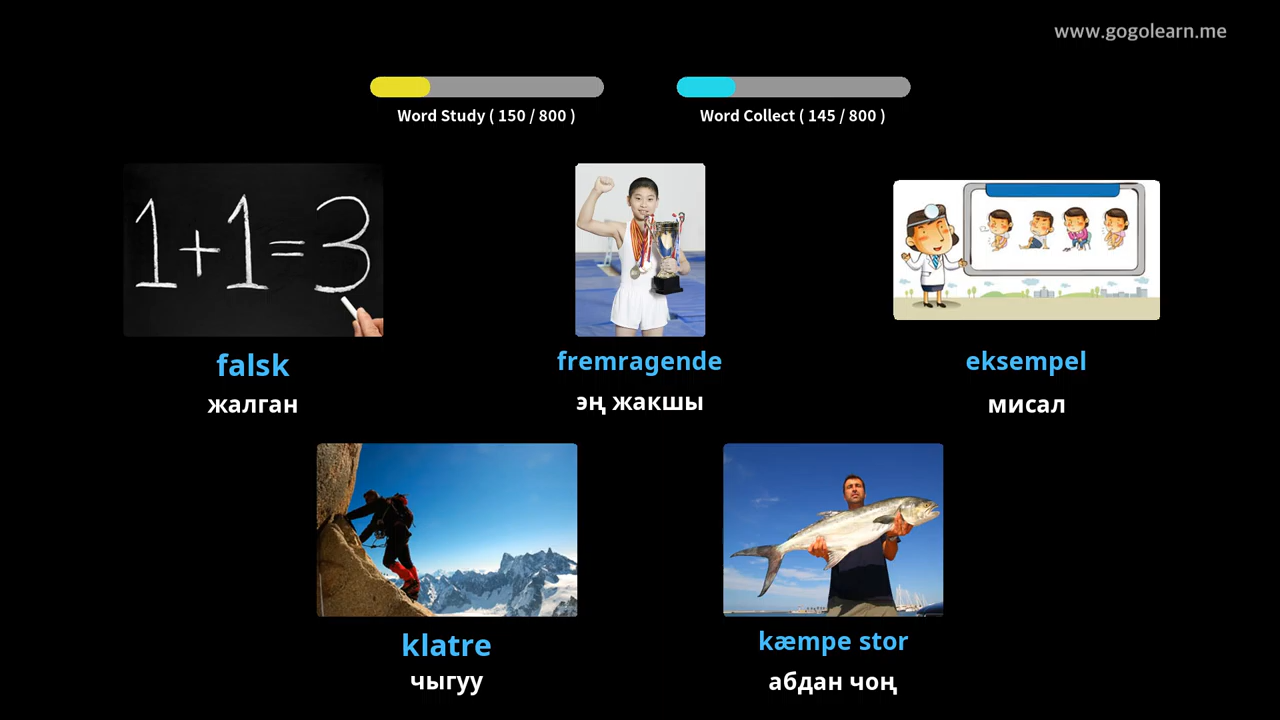 www.gogolearn.me
Word Study ( 150 / 800 )
Word Collect ( 145 / 800 )
1+1=3
falsk
жалган
fremragende
эң жакшы
eksempel
мисал
klatre
чыгуу
kæmpe stor
абдан чоң